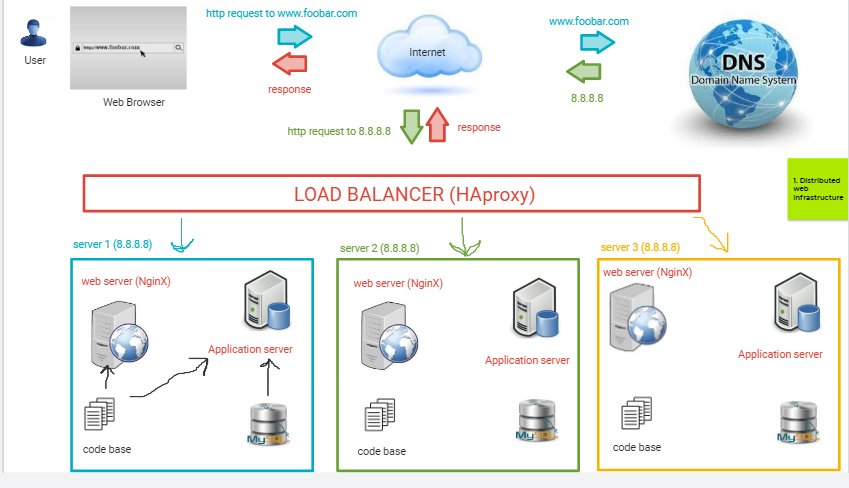 http request to www.foobar.com
www.foobar.com
http://www.foobar.com
Internet
DNS
Domain Name System
User
response
8.8.8.8
Web Browser
http request to 8.8.8.8
response
1. Distributed
web
infrastructure
LOAD BALANCER (HAproxy)
server 1 (8.8.8.8)
server 2 (8.8.8.8)
server 3 (8.8.8.8)
web server (NginX)
Application server
code base
MySQL
web server (NginX)
Application server
code base
MySQL
web server (NginX)
Application server
code base
MySQL